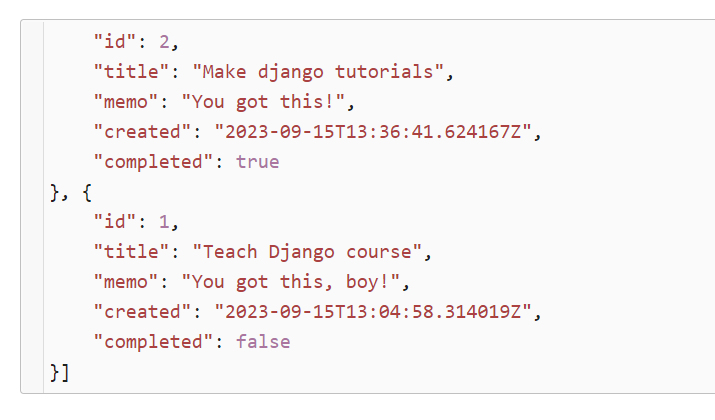 "id": 2,
"title": "Make django tutorials",
"memo": "You got this!",
"created": "2023-09-15T13:36:41.624167Z",
"completed": true
}, {
"id": 1,
"title": "Teach Django course",
"memo": "You got this, boy!",
"created": "2023-09-15T13:04:58.314019Z",
"completed": false
}]